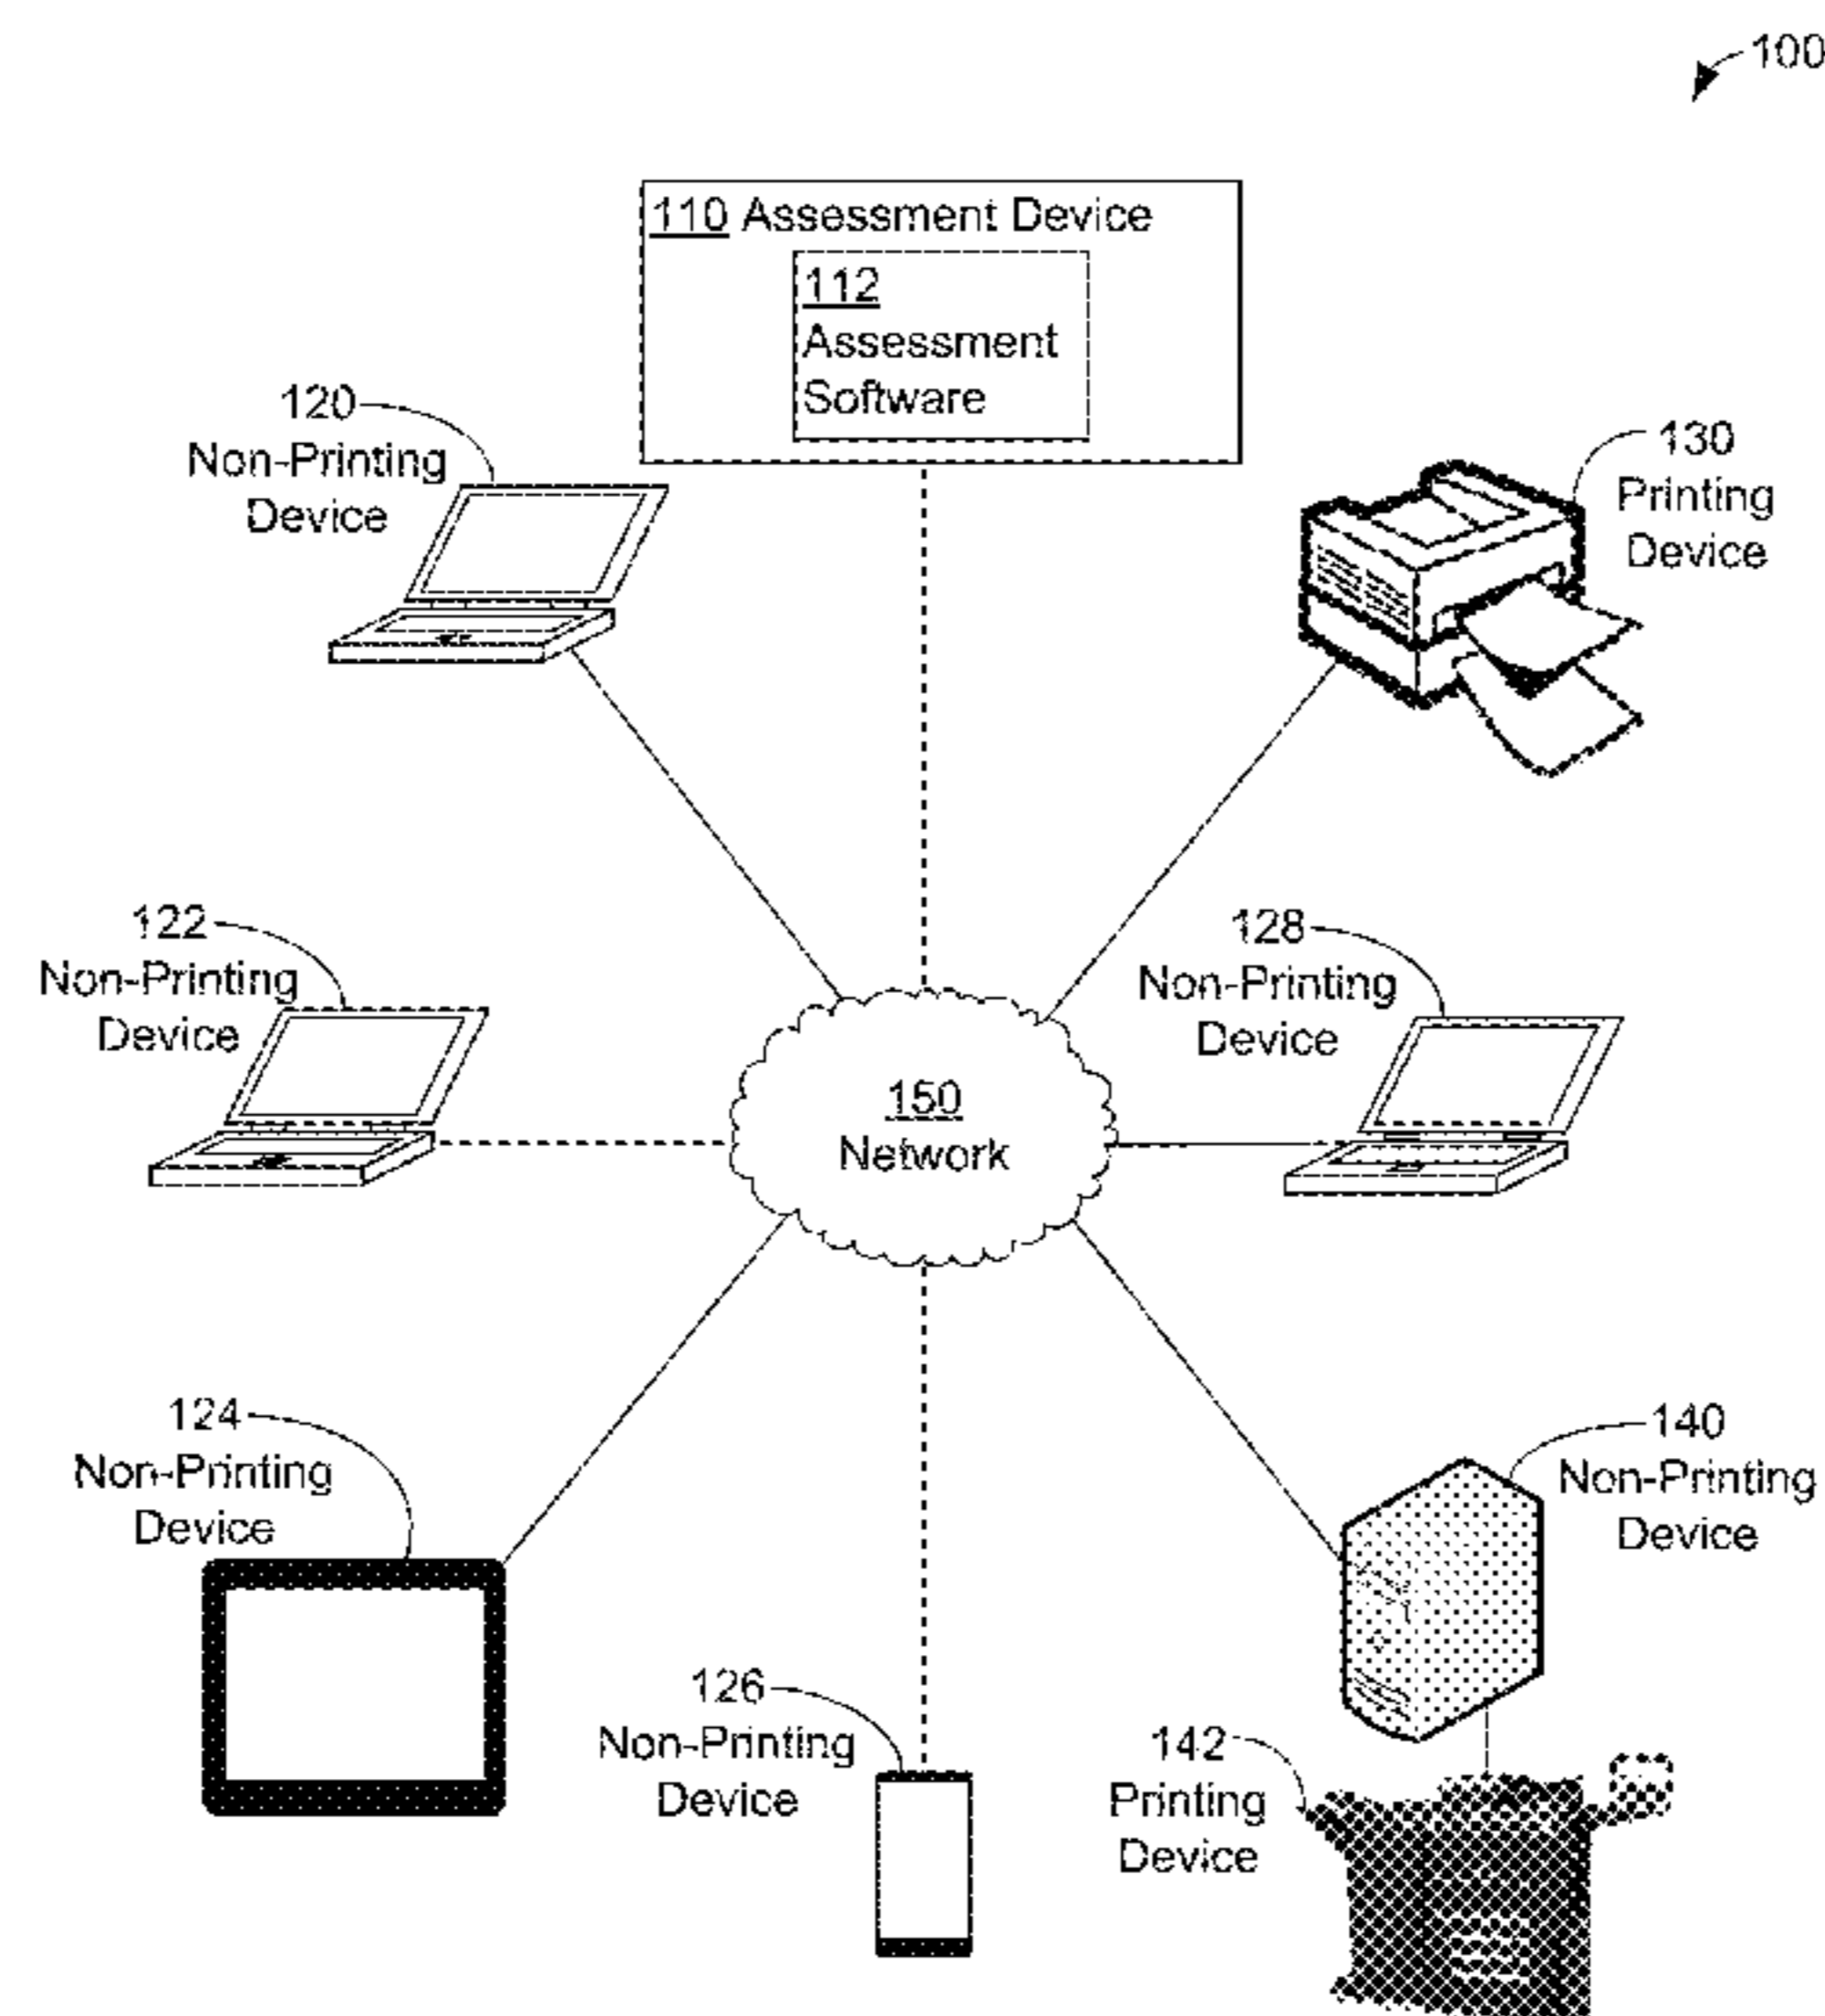 100
110 Assessment Device
112
Assessment
Software
120
Non-Printing
Device
130
Printing
Device
122
Non-Printing
Device
128
Non-Printing
Device
150
Network
124
Non-Printing
Device
140
Non-Printing
Device
126
Non-Printing
Device
142
Printing
Device